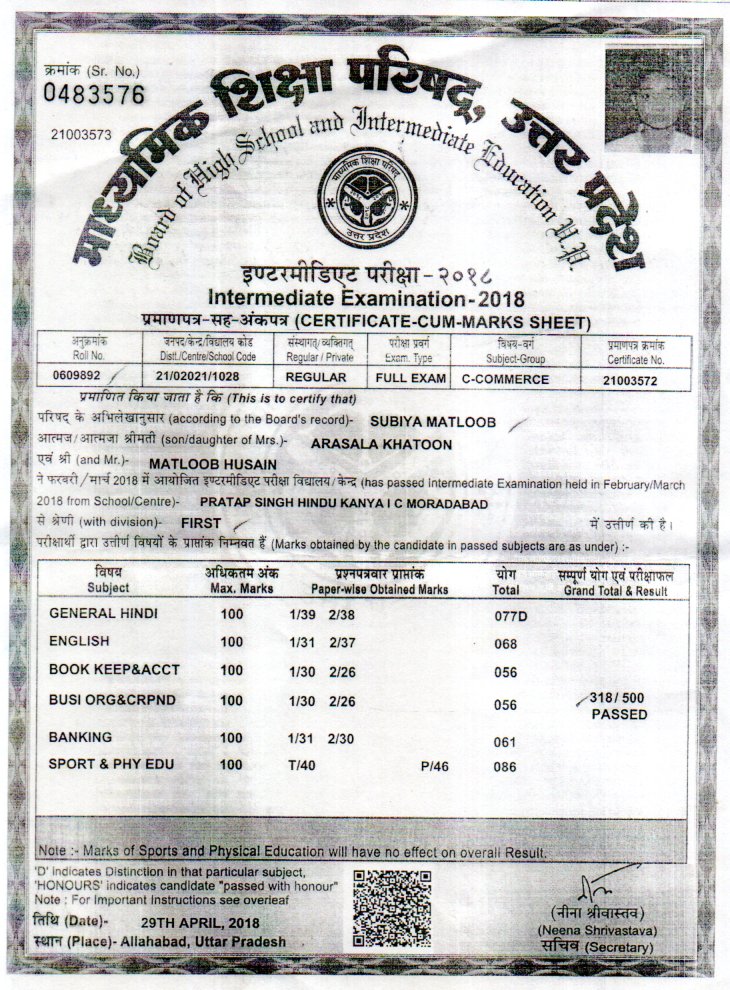 क्रमांक (Sr. No.)
0483576
21003573
माध्यमिक शिक्षा परिषद्, उत्तर प्रदेश
Board of High School and Intermediate Education U.P.
माध्यमिक शिक्षा परिषद
उत्तर प्रदेश
इण्टरमीडिएट परीक्षा-२०१८
Intermediate Examination-2018
प्रमाणपत्र-सह-अंकपत्र (CERTIFICATE-CUM-MARKS SHEET)
अनुक्रमांक जनपद/केन्द्र/विद्यालय कोड संस्थागत/व्यक्तिगत परीक्षा प्रवर्ग विषय-वर्ग प्रमाणपत्र क्रमांक
Roll No. Distt./Centre/School Code Regular / Private Exam. Type Subject-Group Certificate No.
0609892 21/02021/1028 REGULAR FULL EXAM C-COMMERCE 21003572
प्रमाणित किया जाता है कि (This is to certify that)
परिषद के अभिलेखानुसार (according to the Board's record)- SUBIYA MATLOOB
आत्मज/आत्मजा श्रीमती (son/daughter of Mrs.)- ARASALA KHATOON
एवं श्री (and Mr.)- MATLOOB HUSAIN
ने फरवरी/मार्च 2018 में आयोजित इण्टरमीडिएट परीक्षा विद्यालय/केन्द्र (has passed Intermediate Examination held in February/March
2018 from School/Centre)- PRATAP SINGH HINDU KANYA I C MORADABAD
से श्रेणी (with division)- FIRST में उत्तीर्ण की है।
परीक्षार्थी द्वारा उत्तीर्ण विषयों के प्राप्तांक निम्नवत हैं (Marks obtained by the candidate in passed subjects are as under) :-
विषय अधिकतम अंक प्रश्नपत्रवार प्राप्तांक योग सम्पूर्ण योग एवं परीक्षाफल
Subject Max. Marks Paper-wise Obtained Marks Total Grand Total & Result
GENERAL HINDI 100 1/39 2/38 077D
ENGLISH 100 1/31 2/37 068
BOOK KEEP&ACCT 100 1/30 2/26 056
BUSI ORG&CRPND 100 1/30 2/26 056 318/ 500
PASSED
BANKING 100 1/31 2/30 061
SPORT & PHY EDU 100 T/40 P/46 086
Note :- Marks of Sports and Physical Education will have no effect on overall Result.
'D' indicates Distinction in that particular subject,
'HONOURS' indicates candidate "passed with honour"
Note : For Important Instructions see overleaf
तिथि (Date)- 29TH APRIL, 2018
स्थान (Place)- Allahabad, Uttar Pradesh
(नीना श्रीवास्तव)
(Neena Shrivastava)
सचिव (Secretary)